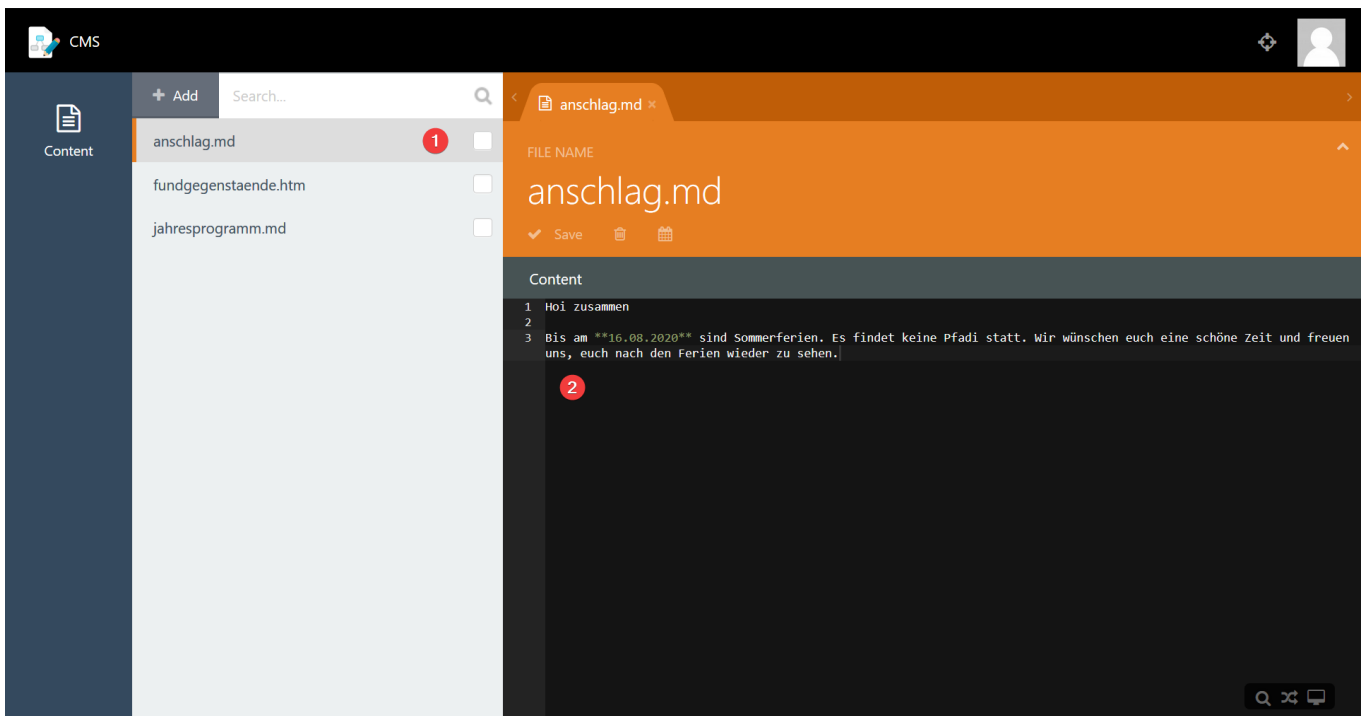 CMS
Content
+ Add
Search...
anschlag.md
1
fundgegenstaende.htm
jahresprogramm.md
anschlag.md ×
FILE NAME
anschlag.md
Save
Content
1 Hoi zusammen
2
3 Bis am **16.08.2020** sind Sommerferien. Es findet keine Pfadi statt. Wir wünschen euch eine schöne Zeit und freuen
uns, euch nach den Ferien wieder zu sehen.
2